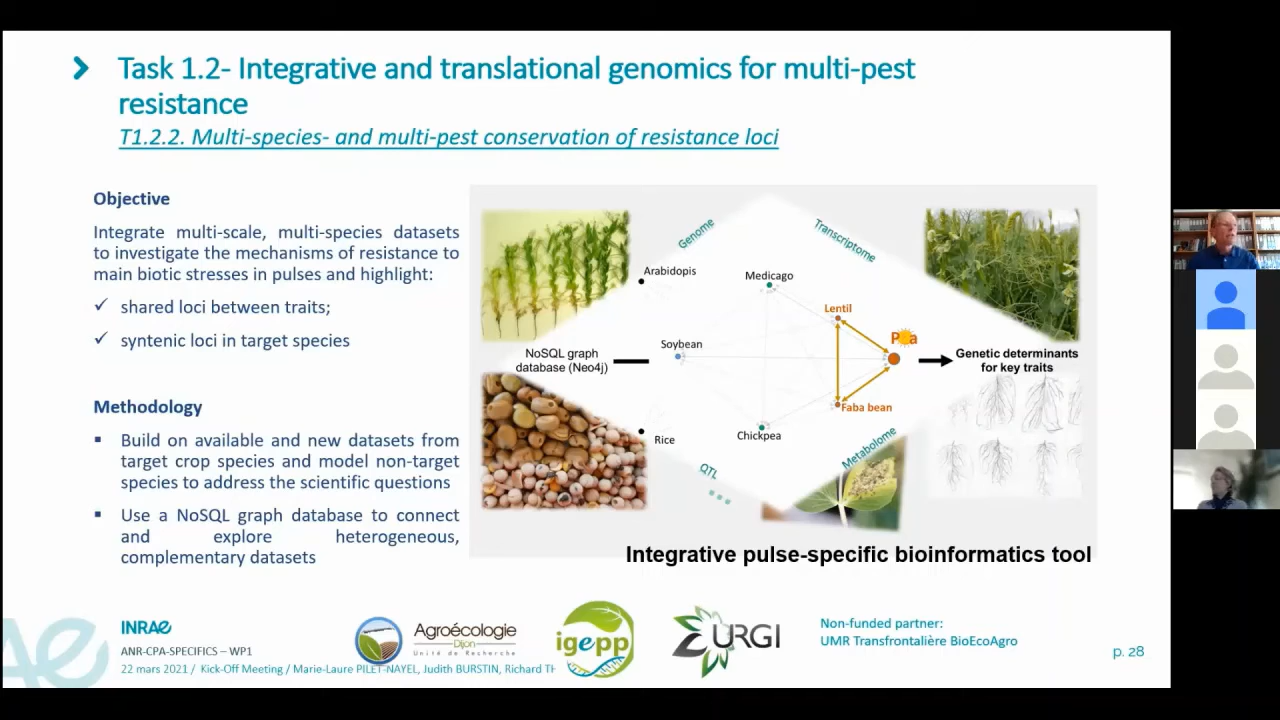 Task 1.2- Integrative and translational genomics for multi-pest
resistance
T1.2.2. Multi-species- and multi-pest conservation of resistance loci
Objective
Integrate multi-scale, multi-species datasets
to investigate the mechanisms of resistance to
main biotic stresses in pulses and highlight:
✓ shared loci between traits;
✓ syntenic loci in target species
Methodology
▪ Build on available and new datasets from
target crop species and model non-target
species to address the scientific questions
▪ Use a NoSQL graph database to connect
and explore heterogeneous,
complementary datasets
Genome
Transcriptome
Arabidopis
Medicago
Lentil
Soybean
NoSQL graph
database (Neo4j)
Genetic determinants
for key traits
Faba bean
Rice
Chickpea
QTL
Metabolome
Integrative pulse-specific bioinformatics tool
INRAE
ANR-CPA-SPECIFICS – WP1
22 mars 2021 / Kick-Off Meeting / Marie-Laure PILET-NAYEL, Judith BURSTIN, Richard TH
Agroécologie
Dijon
Unité de Recherche
igepp
URGI
Non-funded partner:
UMR Transfrontalière BioEcoAgro
p. 28